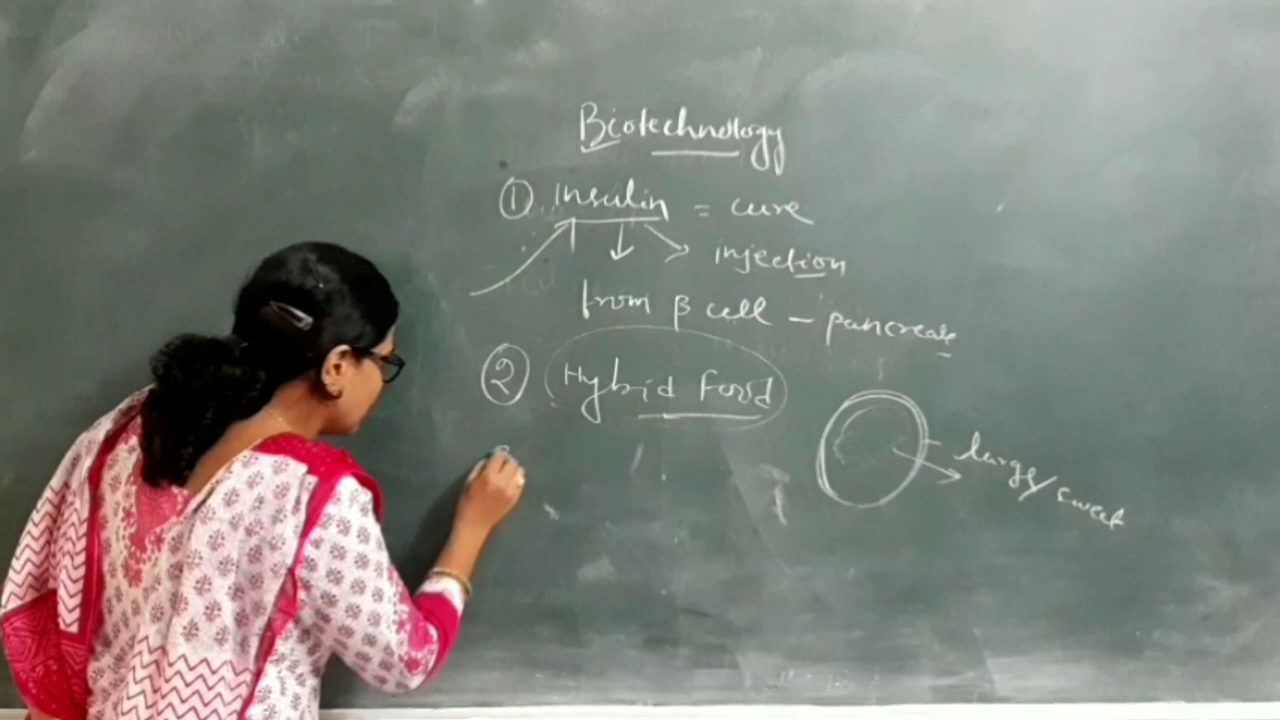 Biotechnology
① Insulin = cure
injection
from β cell - pancreas
② Hybrid Food
large/sweet